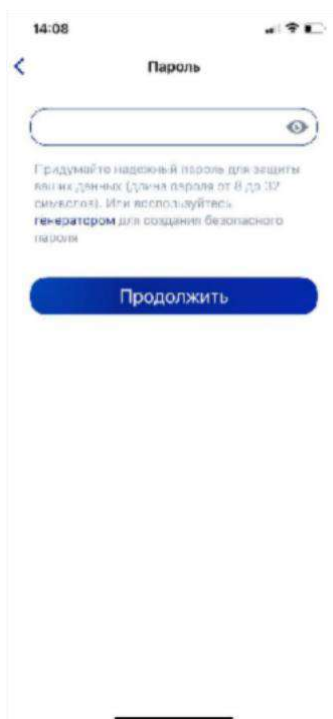 14:08
Пароль
Придумайте надежный пароль для защиты
ваших данных (длина пароля от 8 до 32
символов). Или воспользуйтесь
генератором для создания безопасного
пароля
Продолжить